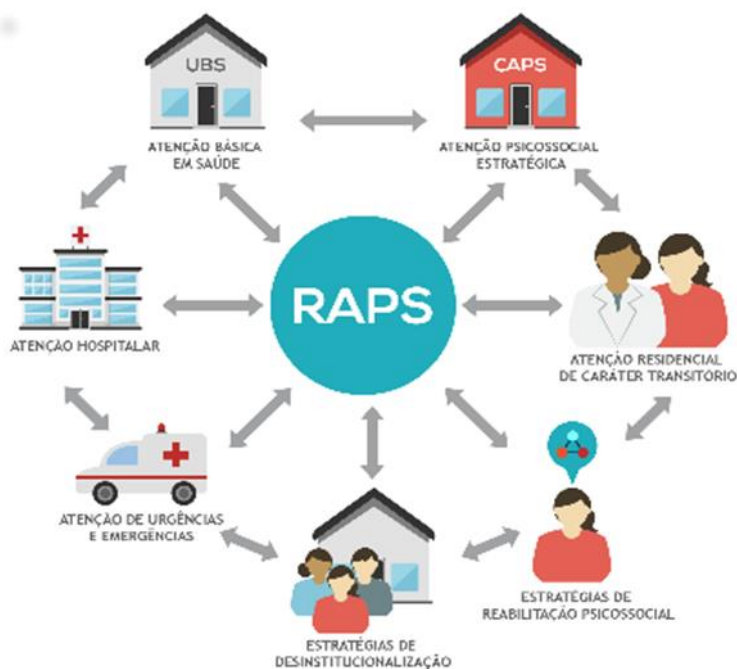 UBS
ATENÇÃO BÁSICA
EM SAÚDE
CAPS
ATENÇÃO PSICOSSOCIAL
ESTRATÉGICA
ATENÇÃO HOSPITALAR
RAPS
ATENÇÃO RESIDENCIAL
DE CARÁTER TRANSITÓRIO
ATENÇÃO DE URGÊNCIAS
E EMERGÊNCIAS
ESTRATÉGIAS DE
REABILITAÇÃO PSICOSSOCIAL
ESTRATÉGIAS DE
DESINSTITUCIONALIZAÇÃO